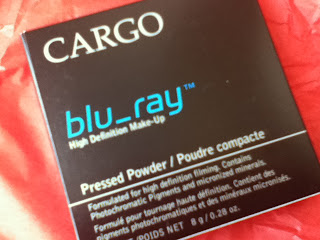 CARGO
blu_ray™
High Definition Make-Up
Pressed Powder / Poudre compacte
Formulated for high definition filming. Contains
Photochromatic Pigments and micronized minerals.
Formulé pour tournage haute définition. Contient des
pigments photochromatiques et des minéraux micronisés.
/POIDS NET 8 g / 0.28 oz.